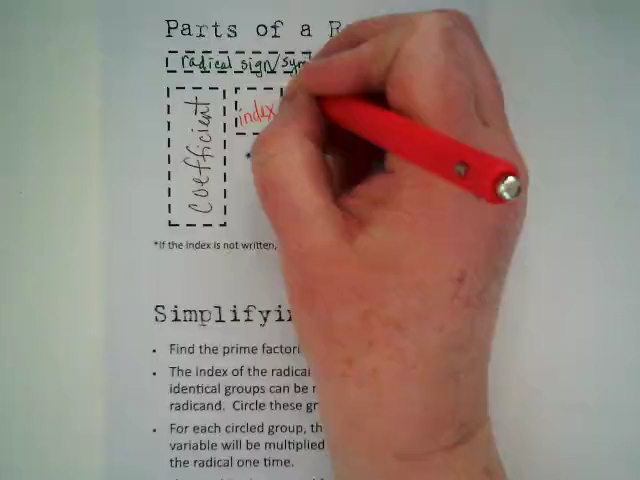 Parts of a R
radical sign/sym
index
coefficient
*If the index is not written,
Simplifyin
• Find the prime factori
• The index of the radical
identical groups can be r
radicand. Circle these gr
• For each circled group, th
variable will be multiplied
the radical one time.